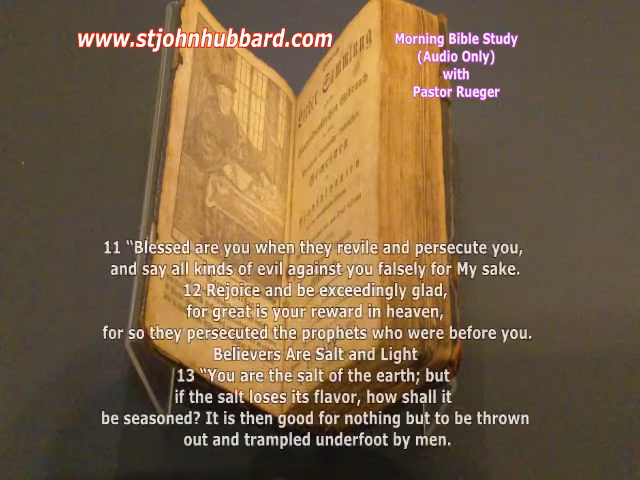 www.stjohnhubbard.com
Morning Bible Study
(Audio Only)
with
Pastor Rueger
Lieder-Sammlung
Gemeinen
Pennsylvanien
11 “Blessed are you when they revile and persecute you,
and say all kinds of evil against you falsely for My sake.
12 Rejoice and be exceedingly glad,
for great is your reward in heaven,
for so they persecuted the prophets who were before you.
Believers Are Salt and Light
13 “You are the salt of the earth; but
if the salt loses its flavor, how shall it
be seasoned? It is then good for nothing but to be thrown
out and trampled underfoot by men.